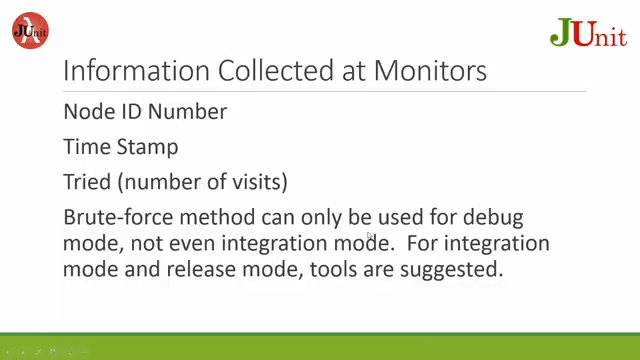 JUnit
JUnit
Information Collected at Monitors
Node ID Number
Time Stamp
Tried (number of visits)
Brute-force method can only be used for debug
mode, not even integration mode.  For integration
mode and release mode, tools are suggested.